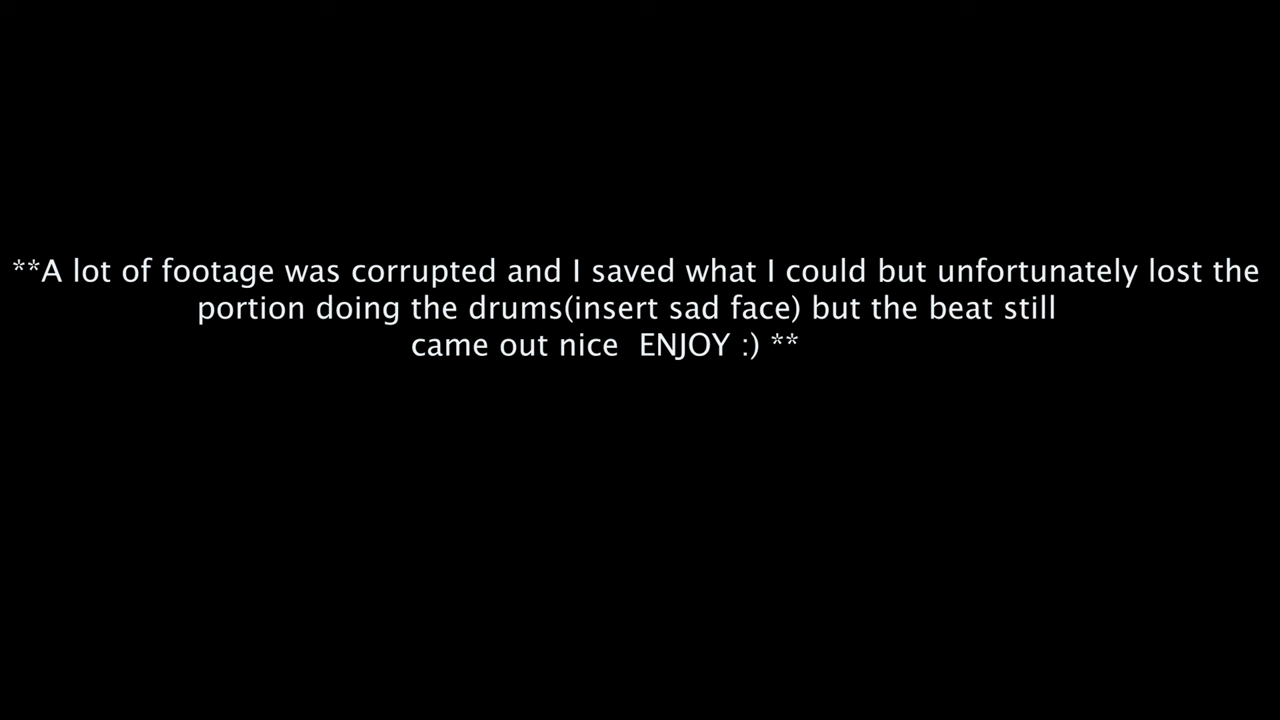 **A lot of footage was corrupted and I saved what I could but unfortunately lost the
portion doing the drums(insert sad face) but the beat still
came out nice  ENJOY :) **